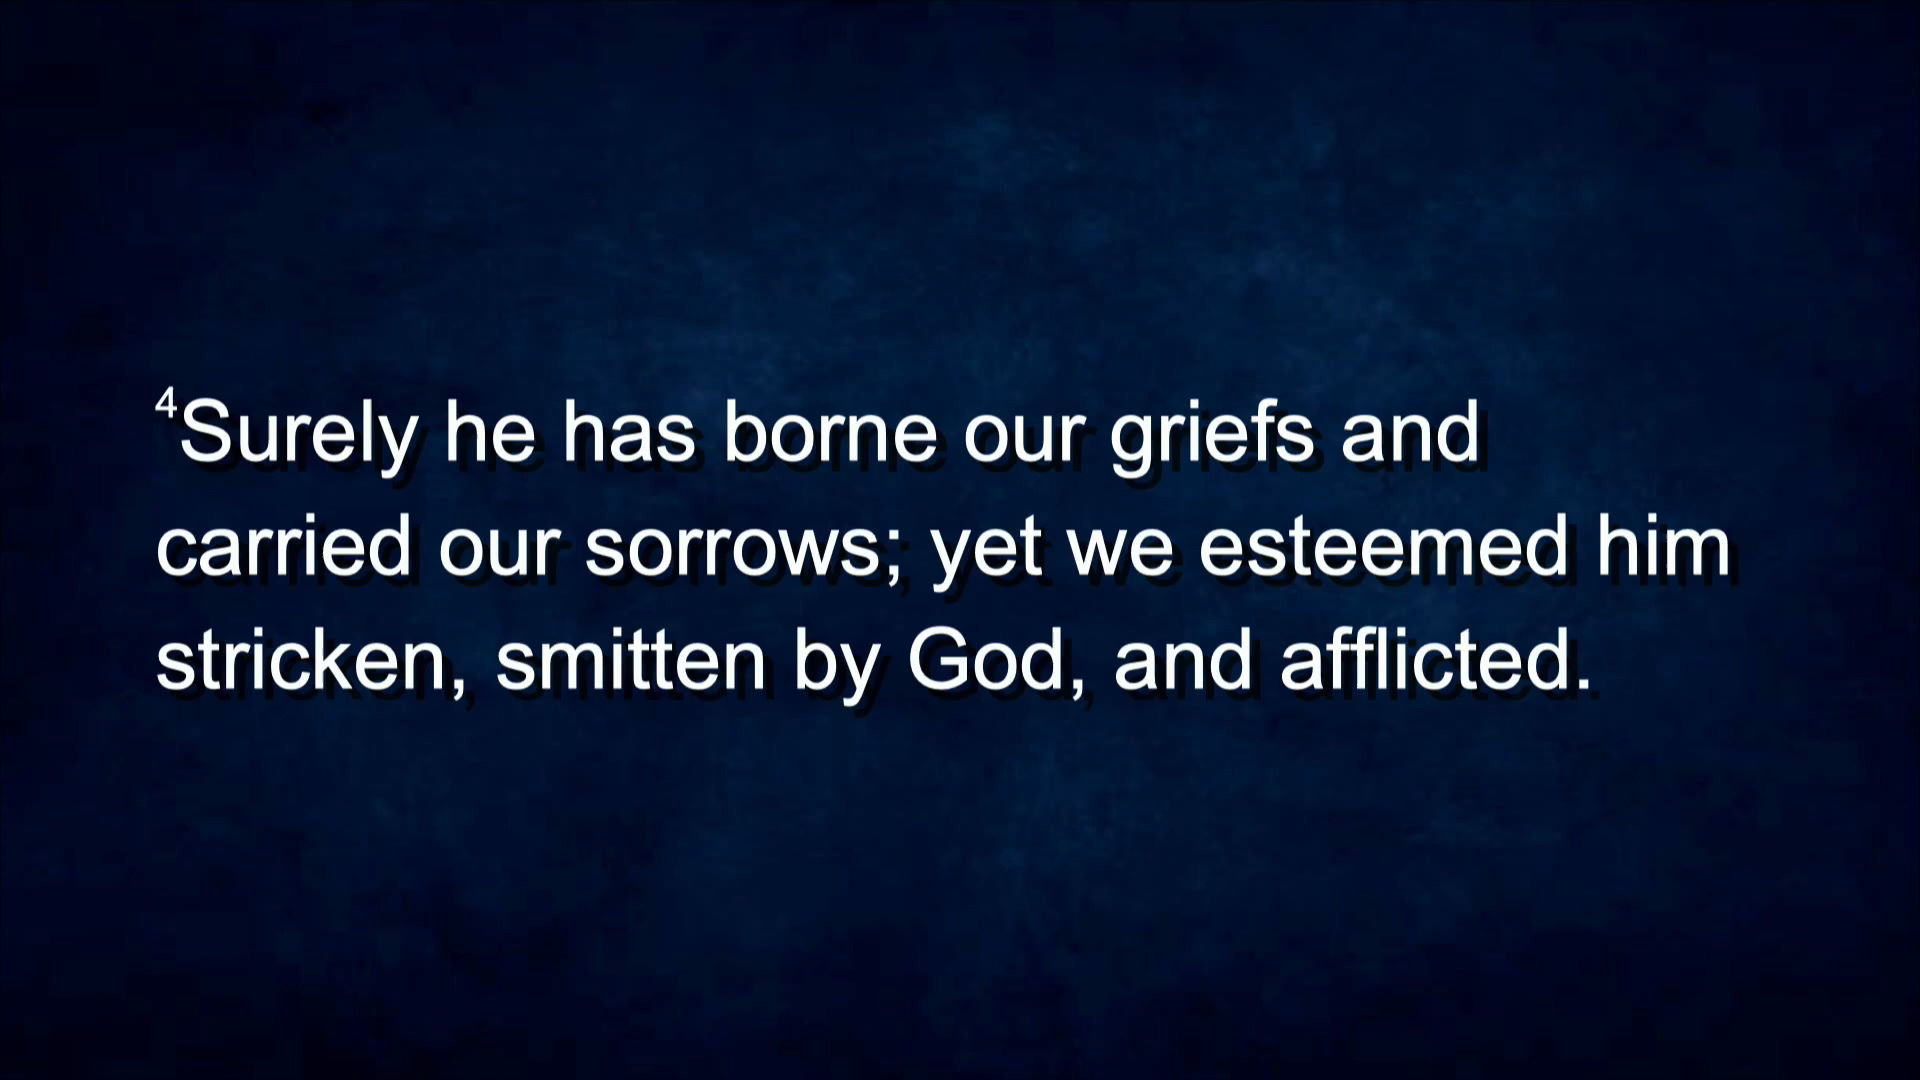 ⁴Surely he has borne our griefs and
carried our sorrows; yet we esteemed him
stricken, smitten by God, and afflicted.